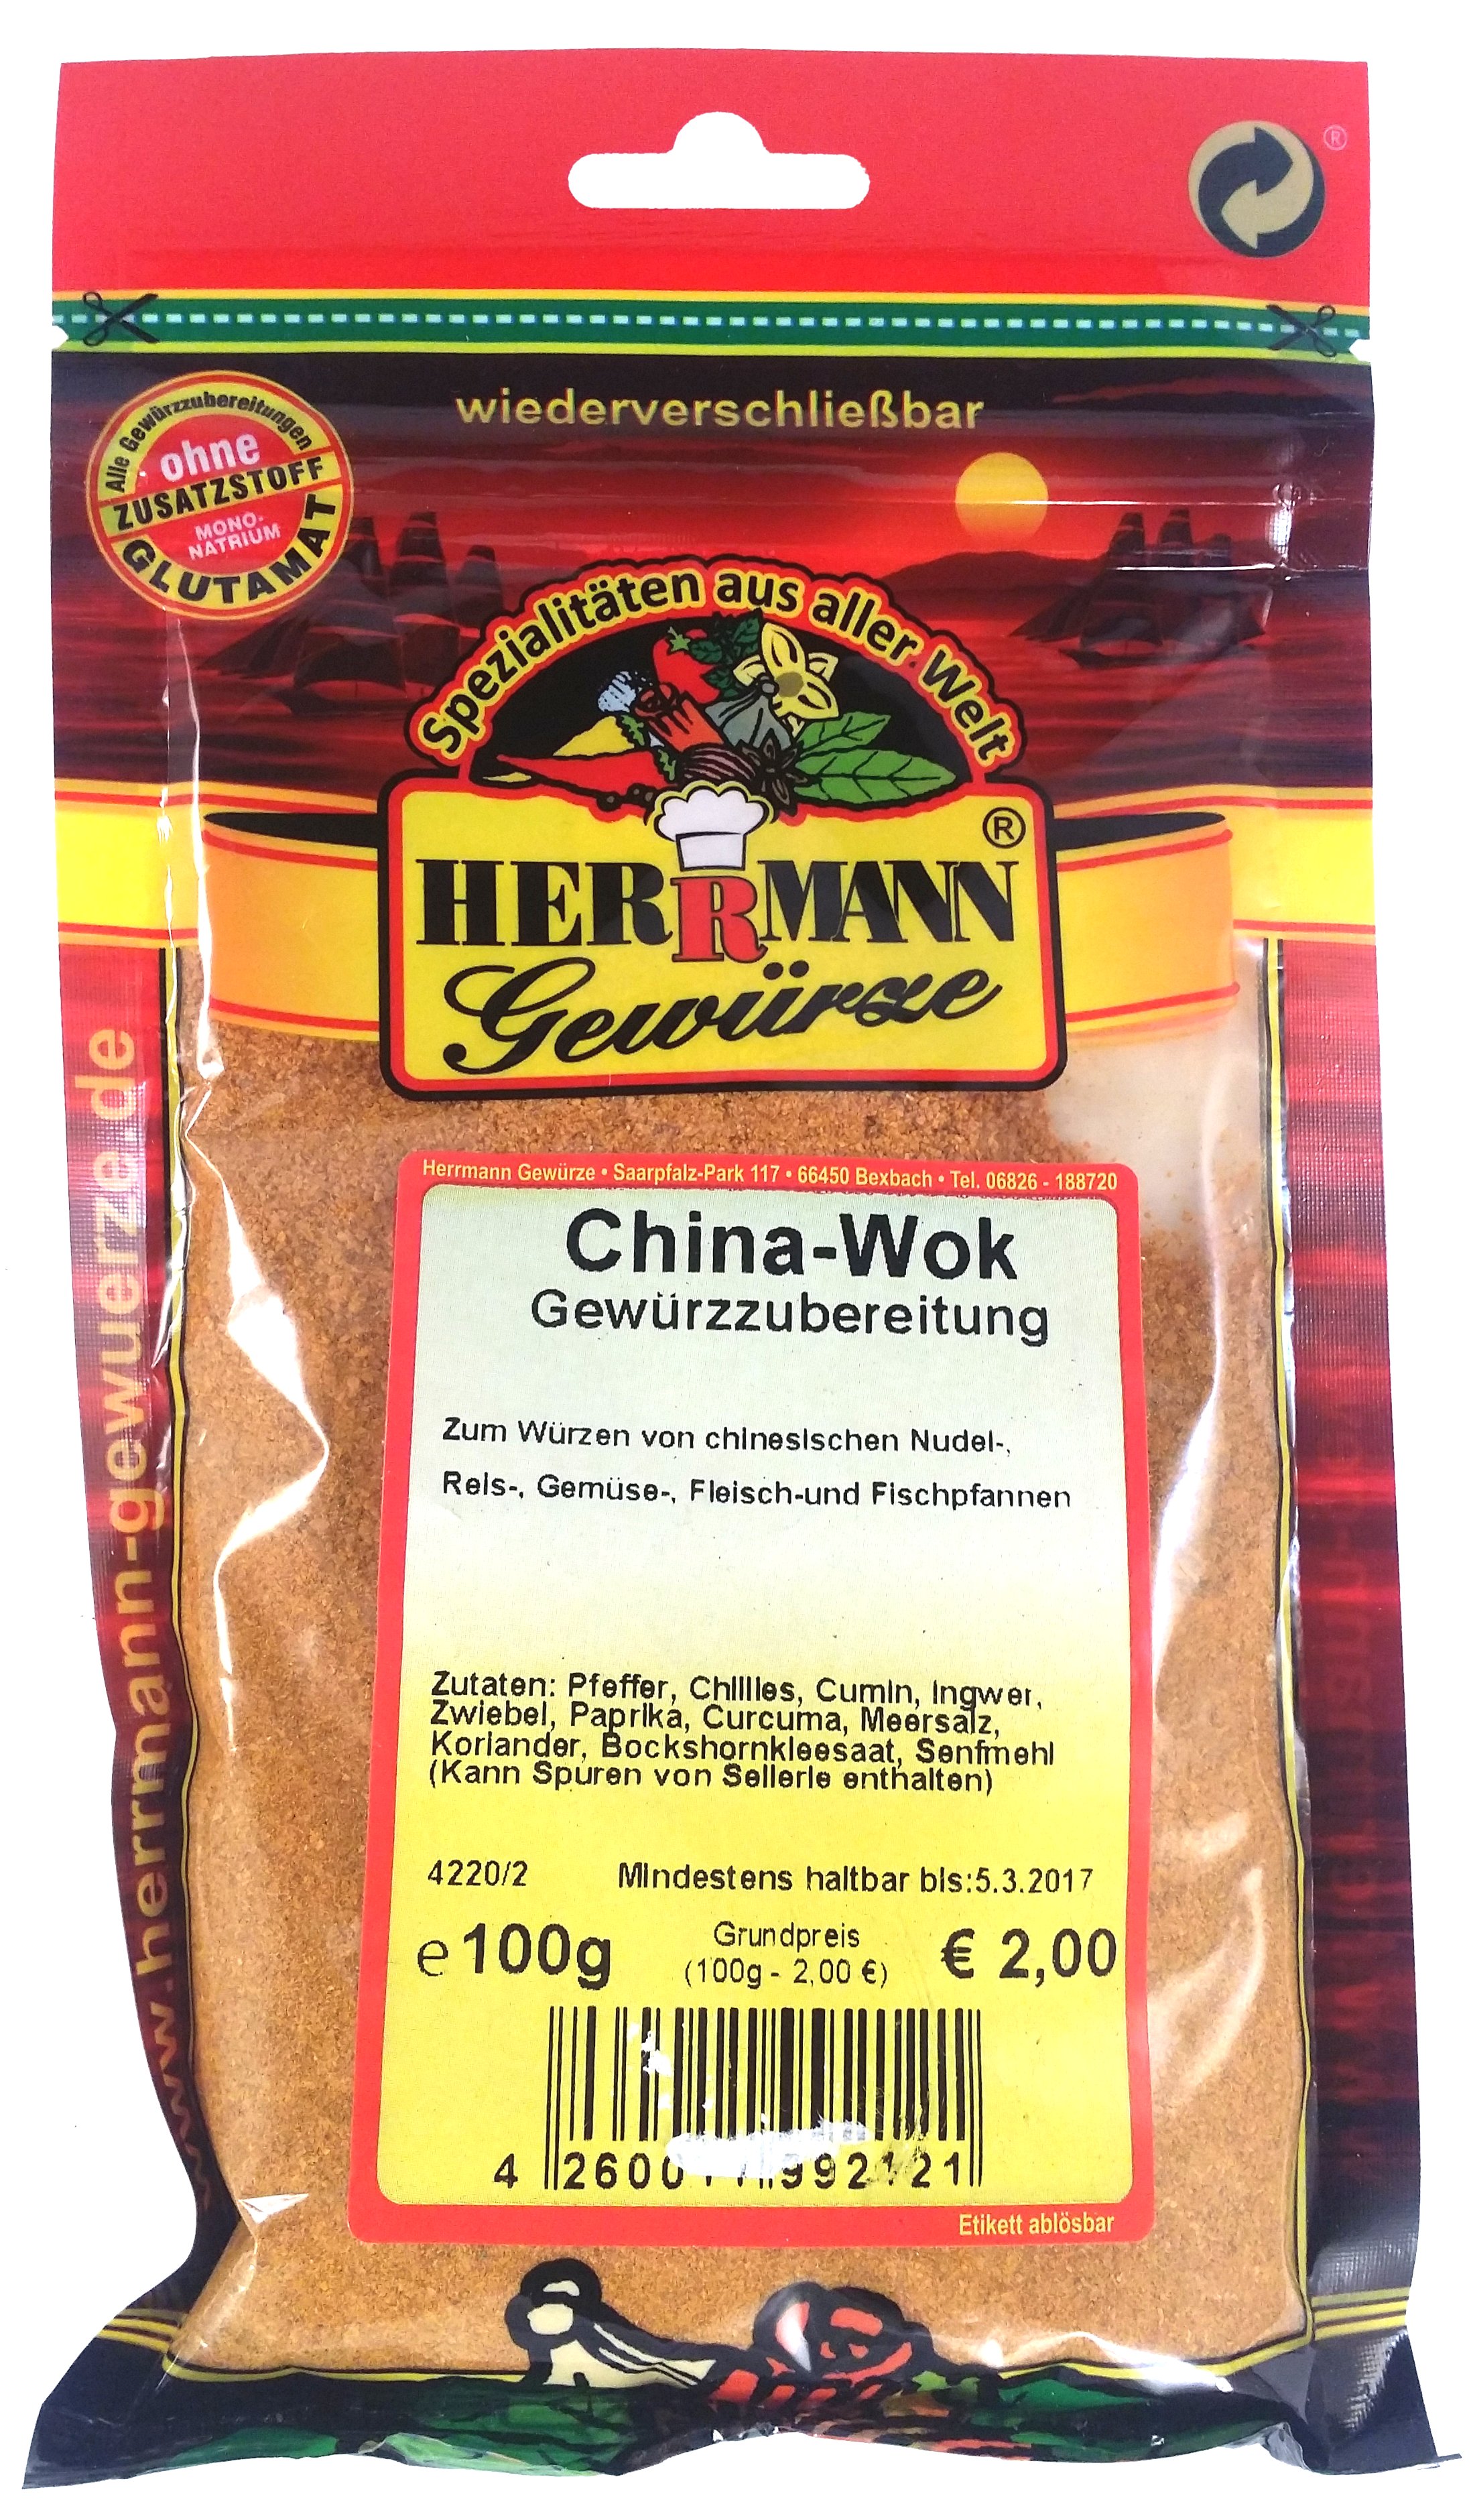 ®
wiederverschließbar
Alle Gewürzzubereitungen
ohne
ZUSATZSTOFF
MONO-
NATRIUM
GLUTAMAT
Spezialitäten aus aller Welt
®
HERRMANN
Gewürze
www.herrmann-gewuerze.de
Herrmann Gewürze • Saarpfalz-Park 117 • 66450 Bexbach • Tel. 06826 - 188720
China-Wok
Gewürzzubereitung
Zum Würzen von chinesischen Nudel-,
Reis-, Gemüse-, Fleisch-und Fischpfannen
Zutaten: Pfeffer, Chillies, Cumin, Ingwer,
Zwiebel, Paprika, Curcuma, Meersalz,
Koriander, Bockshornkleesaat, Senfmehl
(Kann Spuren von Sellerie enthalten)
4220/2 Mindestens haltbar bis:5.3.2017
e 100g Grundpreis € 2,00
(100g - 2,00 €)
4 992121
Etikett ablösbar